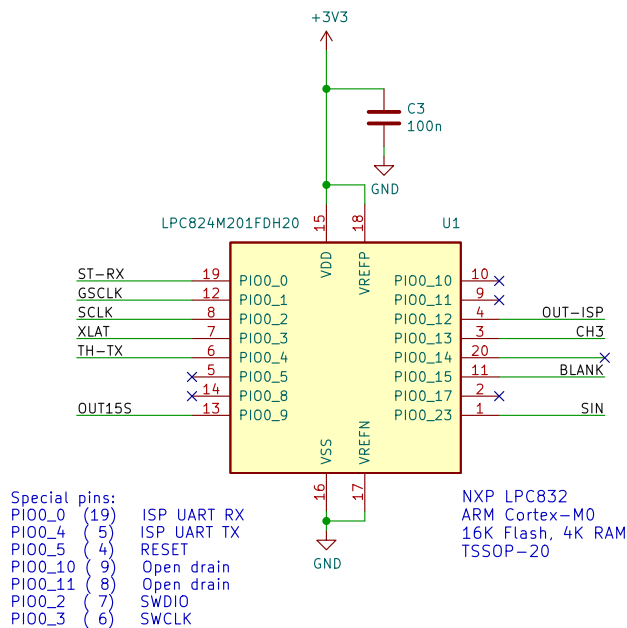 +3V3
C3
100n
GND
LPC824M201FDH20
U1
15
18
VDD
VREFP
ST-RX 19 PIO0_0
GSCLK 12 PIO0_1
SCLK 8 PIO0_2
XLAT 7 PIO0_3
TH-TX 6 PIO0_4
5 PIO0_5
14 PIO0_8
OUT15S 13 PIO0_9
PIO0_10 10
PIO0_11 9
PIO0_12 4 OUT-ISP
PIO0_13 3 CH3
PIO0_14 20
PIO0_15 11 BLANK
PIO0_17 2
PIO0_23 1 SIN
VSS
VREFN
16
17
GND
Special pins:
PIO0_0 (19) ISP UART RX
PIO0_4 ( 5) ISP UART TX
PIO0_5 ( 4) RESET
PIO0_10 ( 9) Open drain
PIO0_11 ( 8) Open drain
PIO0_2 ( 7) SWDIO
PIO0_3 ( 6) SWCLK
NXP LPC832
ARM Cortex-M0
16K Flash, 4K RAM
TSSOP-20